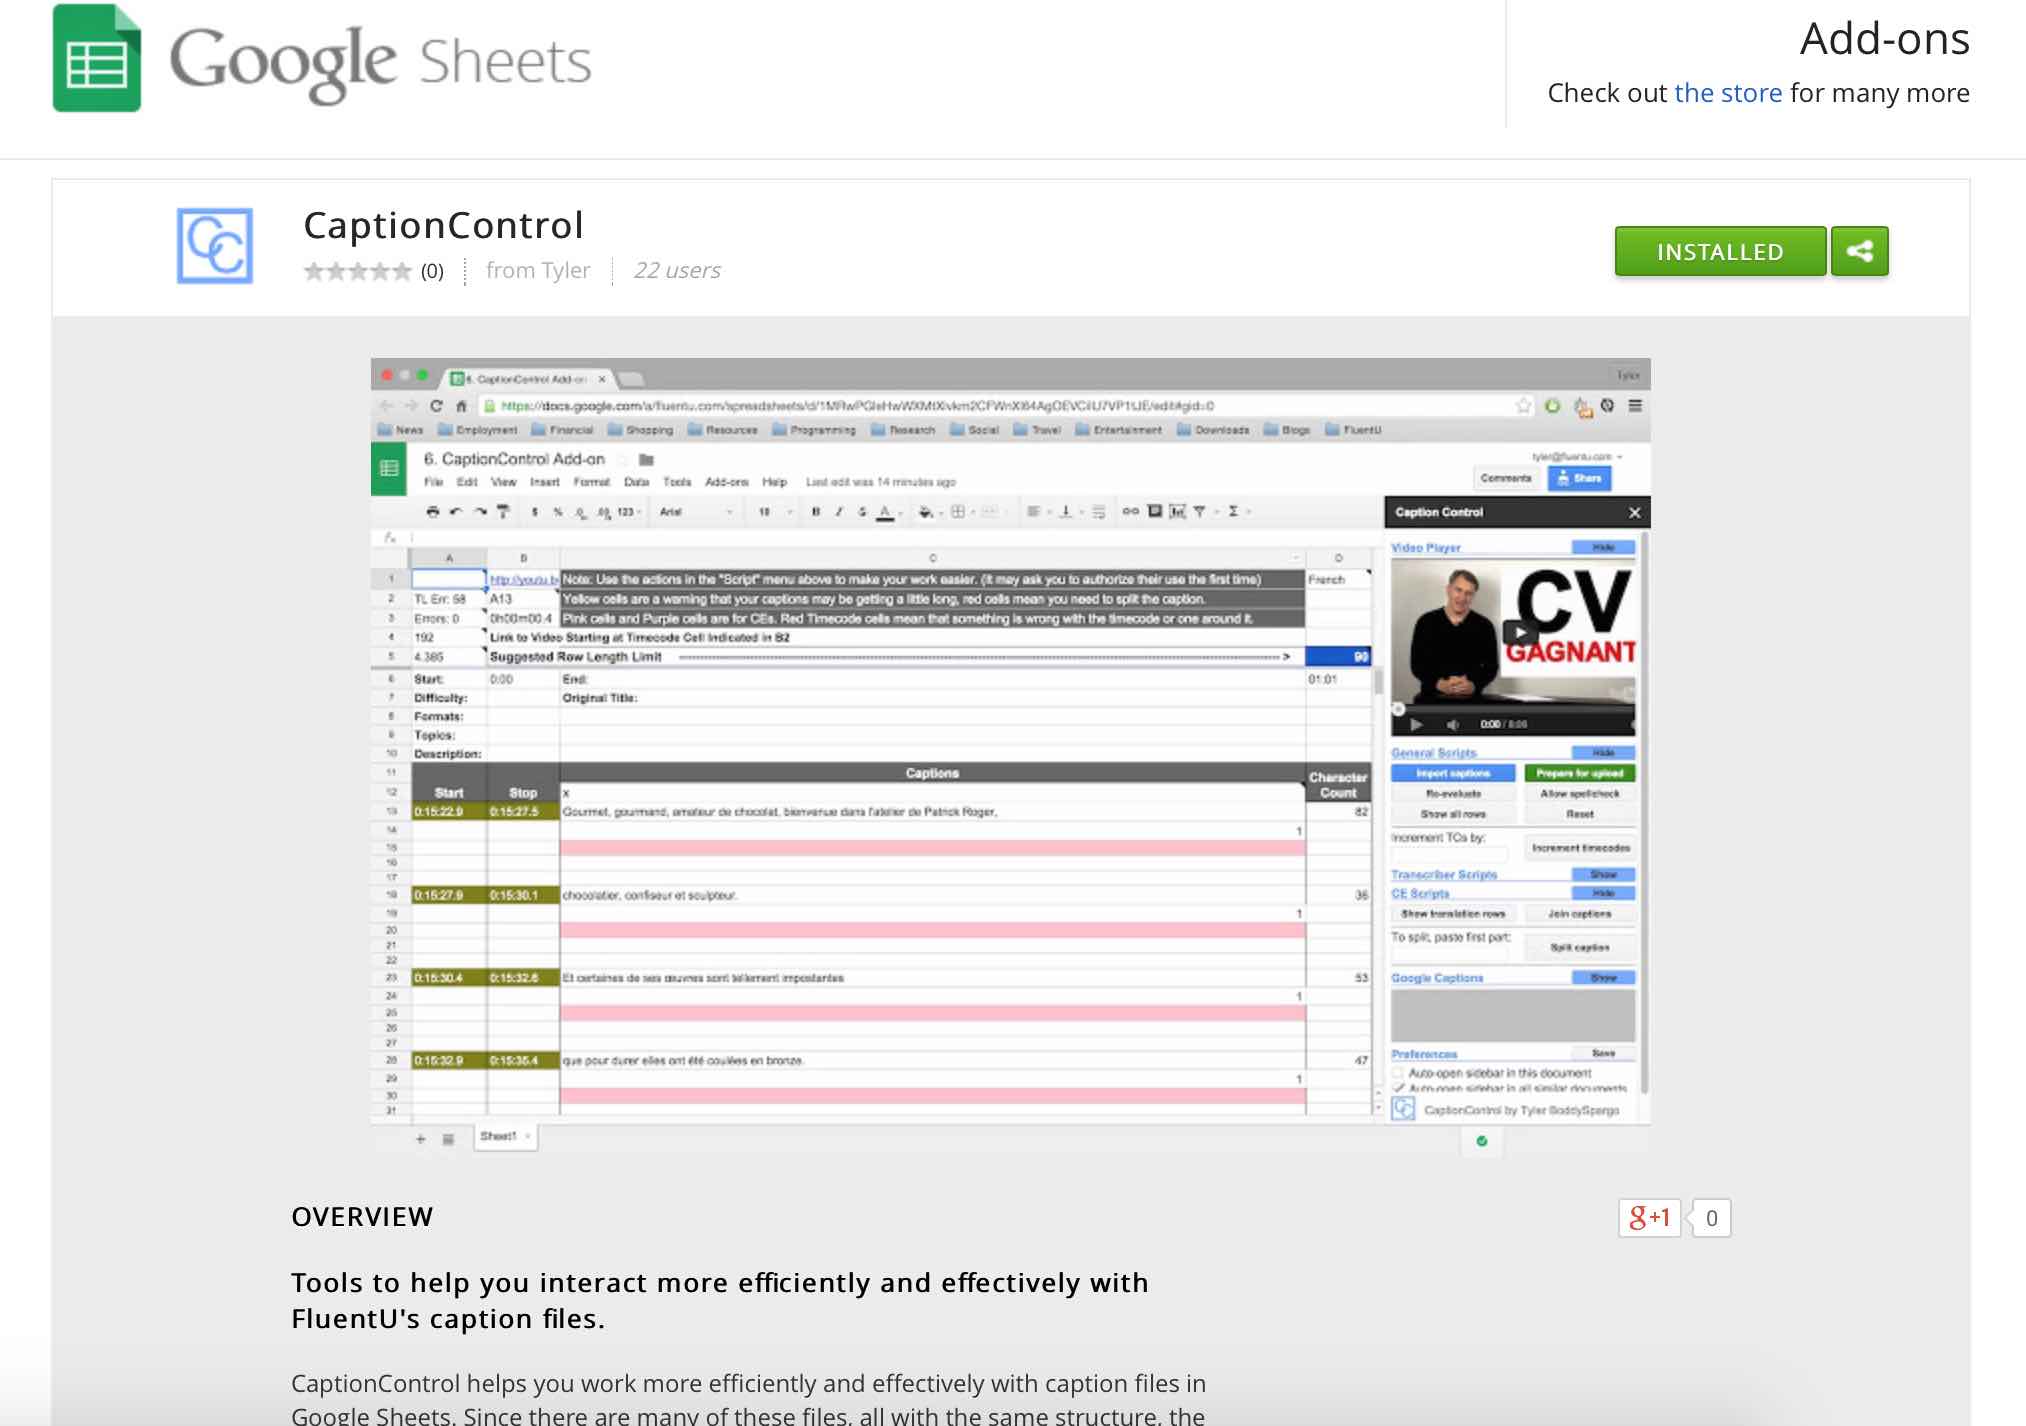 Google Sheets
Add-ons
Check out the store for many more
CaptionControl
(0)
from Tyler
22 users
INSTALLED
6. CaptionControl Add-on
Tyler
https://docs.google.com/a/fluentu.com/spreadsheets/d/
News Employment Financial Shopping Resources Programming Research Social Travel Entertainment Downloads Blogs FluentU
6. CaptionControl Add-on
tyler@fluentu.com
File Edit View Insert Format Data Tools Add-ons Help Last edit was 14 minutes ago
Comments
Share
$ % .0 .00 123 Arial 10 B I S A Σ
Caption Control
fx
A B C D
1 http://youtu.b Note: Use the actions in the "Script" menu above to make your work easier. (It may ask you to authorize their use the first time) French
2 TL Err: 58 A13 Yellow cells are a warning that your captions may be getting a little long, red cells mean you need to split the caption.
3 Errors: 0 0h00m00.4 Pink cells and Purple cells are for CEs. Red Timecode cells mean that something is wrong with the timecode or one around it.
4 192 Link to Video Starting at Timecode Cell Indicated in B2
5 4.385 Suggested Row Length Limit > 90
6 Start: 0:00 End: 01:01
7 Difficulty: Original Title:
8 Formats:
9 Topics:
10 Description:
11 Captions Character
12 Start Stop x Count
13 0:15:22.9 0:15:27.5 Gourmet, gourmand, amateur de chocolat, bienvenue dans l'atelier de Patrick Roger, 82
14 1
15
16
17
18 0:15:27.9 0:15:30.1 chocolatier, confiseur et sculpteur. 36
19 1
20
21
22
23 0:15:30.4 0:15:32.6 Et certaines de ses œuvres sont tellement imposantes 53
24 1
25
26
27
28 0:15:32.9 0:15:35.4 que pour durer elles ont été coulées en bronze. 47
29 1
30
31
Sheet1
Video Player Hide
CV
GAGNANT
0:00 / 8:06
General Scripts Hide
Import captions Prepare for upload
Re-evaluate Allow spellcheck
Show all rows Reset
Increment TCs by:
Increment timecodes
Transcriber Scripts Show
CE Scripts Hide
Show translation rows Join captions
To split, paste first part:
Split caption
Google Captions Show
Preferences Save
Auto-open sidebar in this document
Auto-open sidebar in all similar documents
CaptionControl by Tyler BoddySpargo
OVERVIEW
g+1 0
Tools to help you interact more efficiently and effectively with
FluentU's caption files.
CaptionControl helps you work more efficiently and effectively with caption files in
Google Sheets. Since there are many of these files, all with the same structure, the